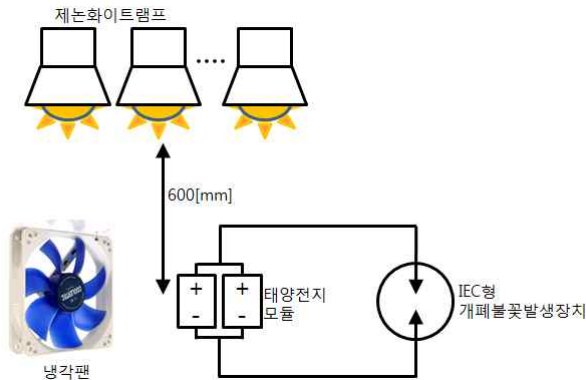 제논화이트램프
....
600[mm]
+ +
- -
태양전지
모듈
IEC형
개폐불꽃발생장치
냉각팬